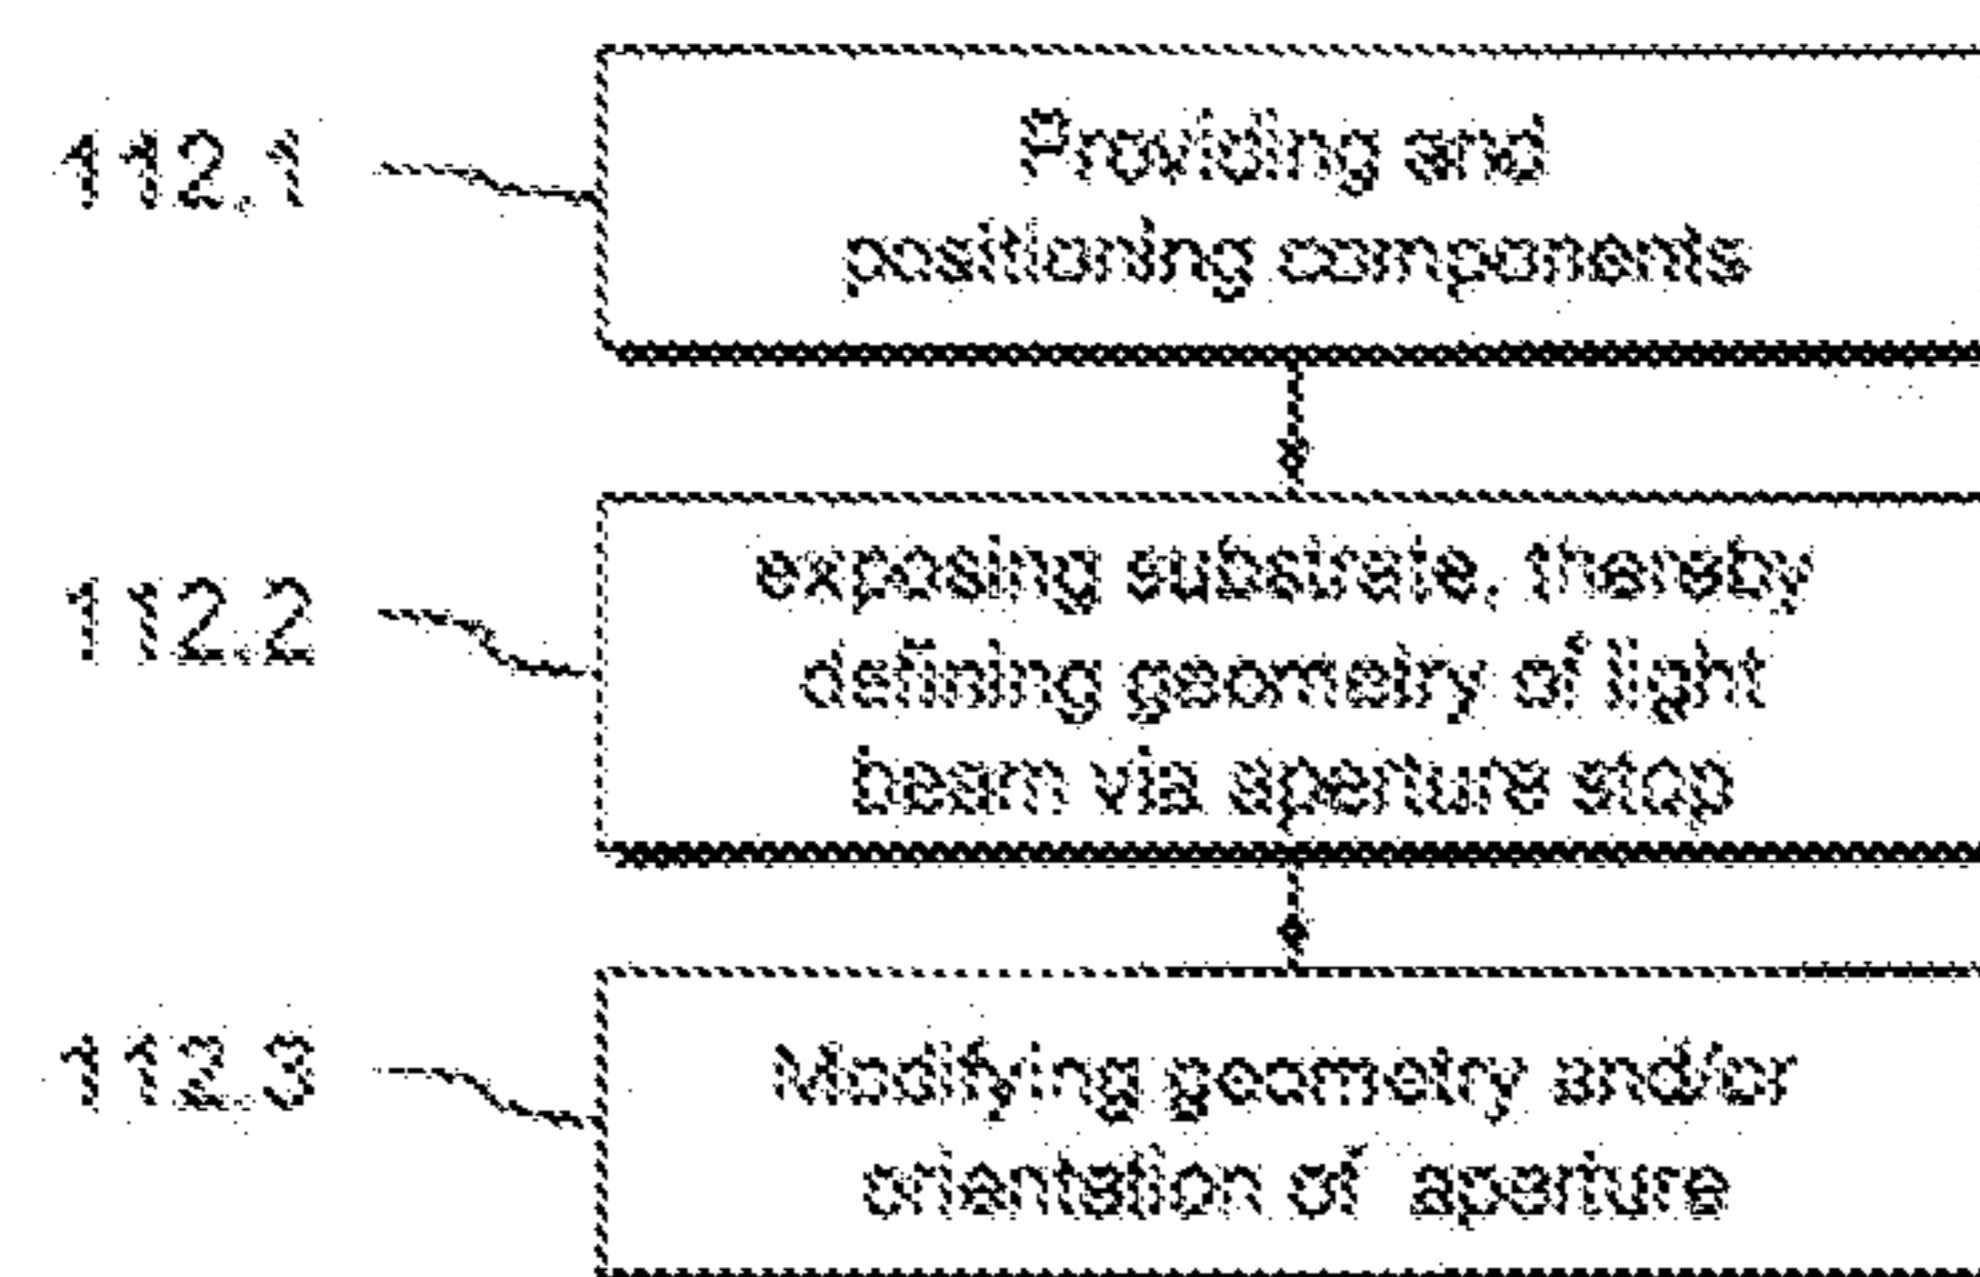 112.1
Providing and
positioning components
112.2
exposing substrate, thereby
defining geometry of light
beam via aperture stop
112.3
Modifying geometry and/or
orientation of aperture